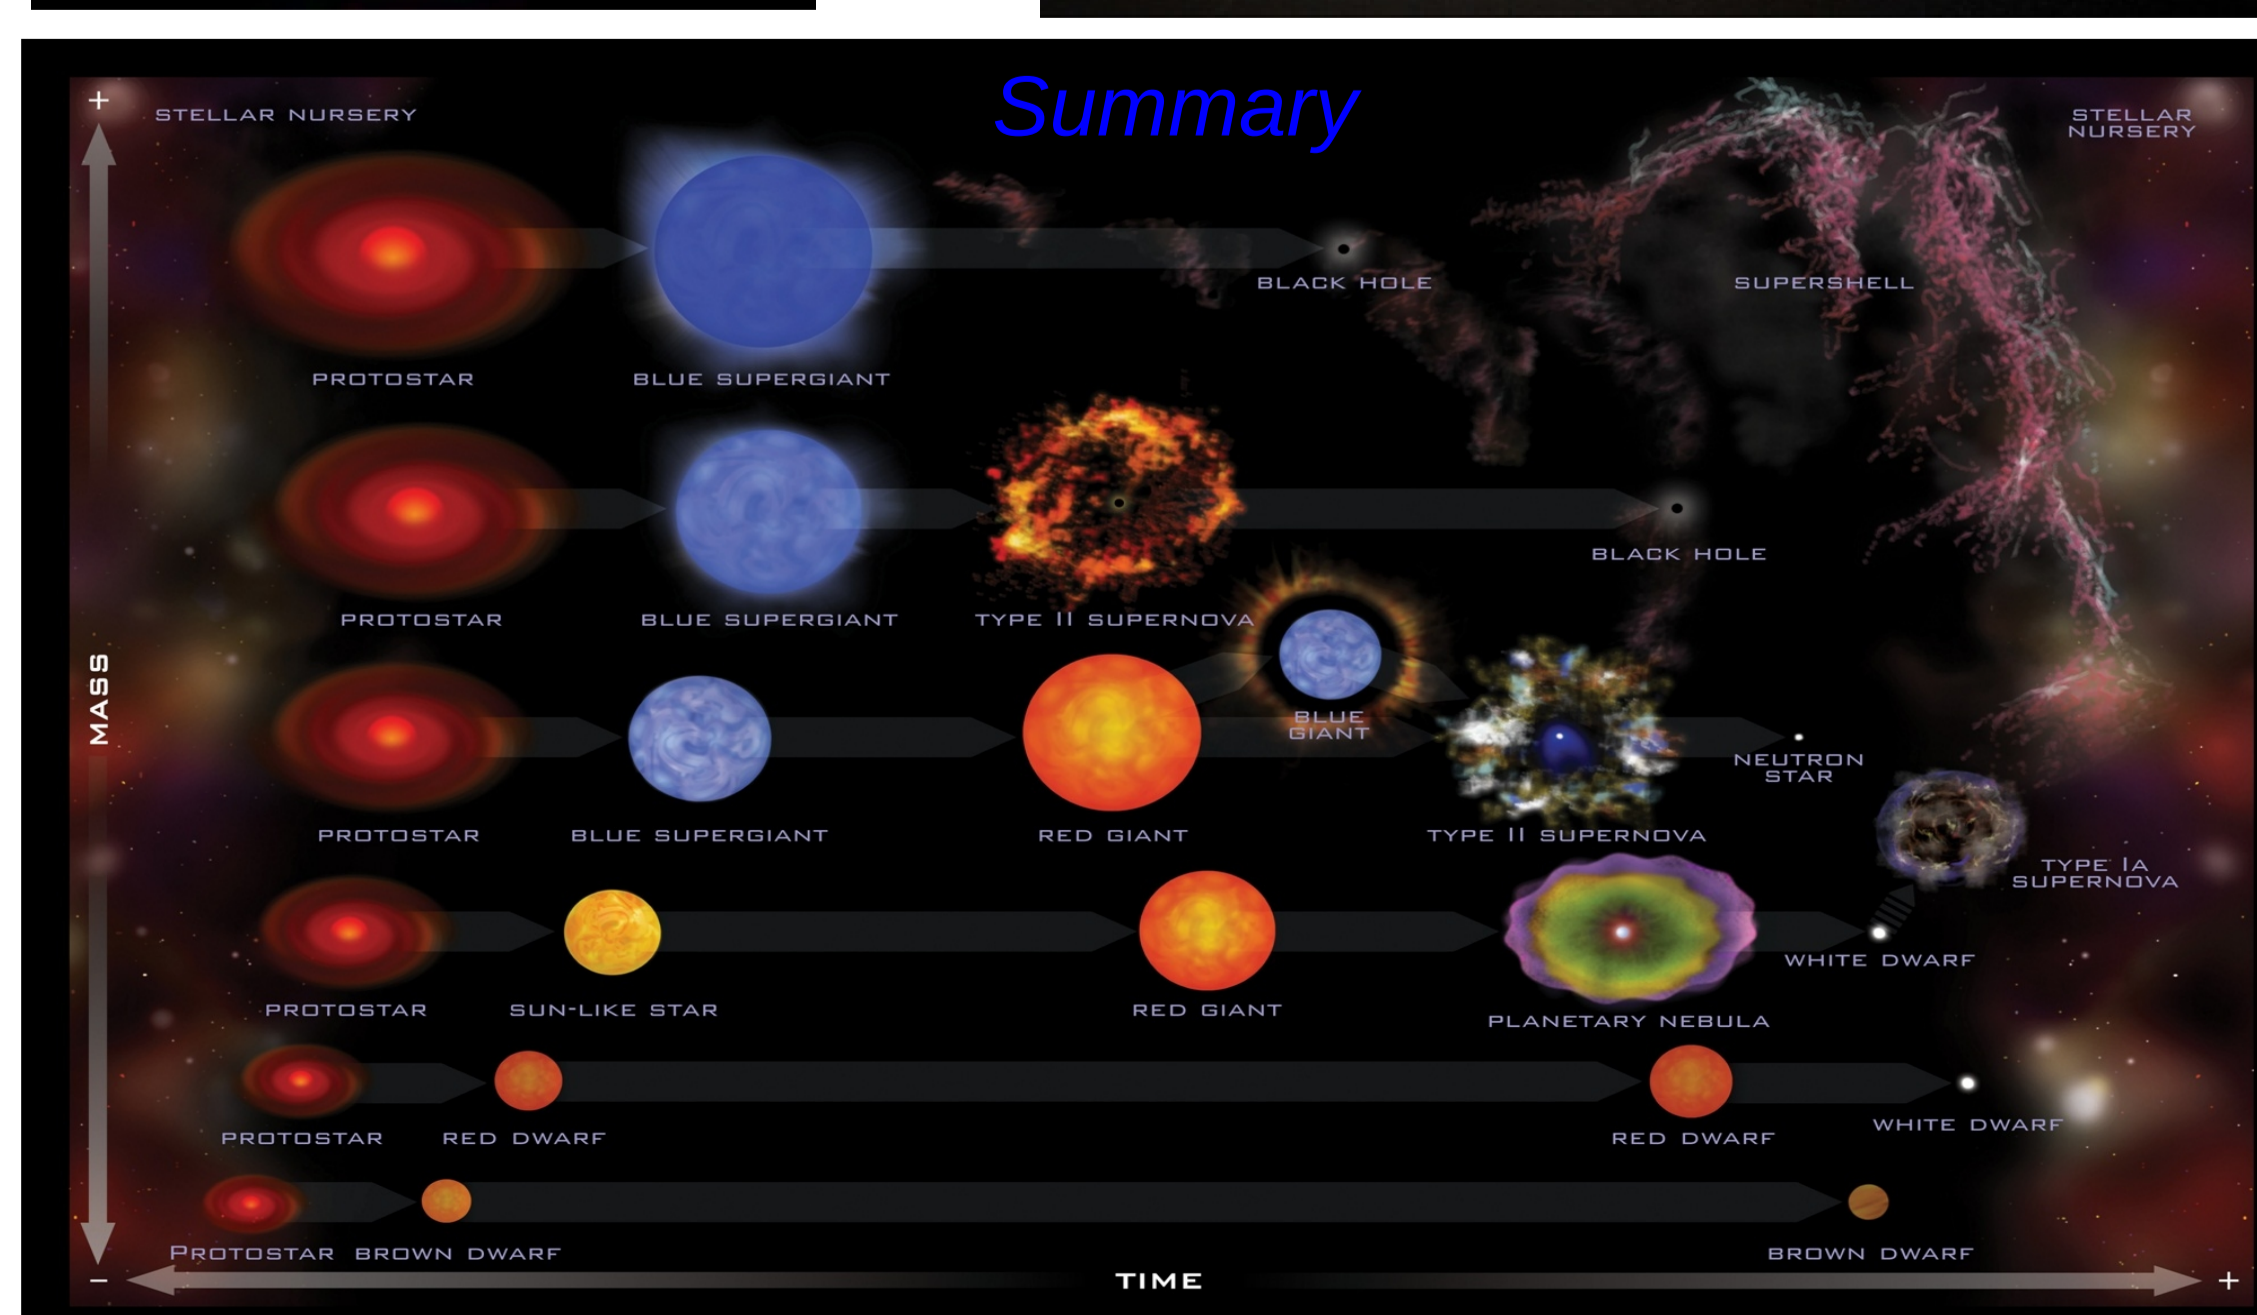 Summary
+
STELLAR NURSERY
STELLAR
NURSERY
BLACK HOLE
SUPERSHELL
PROTOSTAR
BLUE SUPERGIANT
BLACK HOLE
PROTOSTAR
BLUE SUPERGIANT
TYPE II SUPERNOVA
MASS
BLUE
GIANT
NEUTRON
STAR
PROTOSTAR
BLUE SUPERGIANT
RED GIANT
TYPE II SUPERNOVA
TYPE IA
SUPERNOVA
WHITE DWARF
PROTOSTAR
SUN-LIKE STAR
RED GIANT
PLANETARY NEBULA
PROTOSTAR
RED DWARF
RED DWARF
WHITE DWARF
PROTOSTAR
BROWN DWARF
BROWN DWARF
−
TIME
+